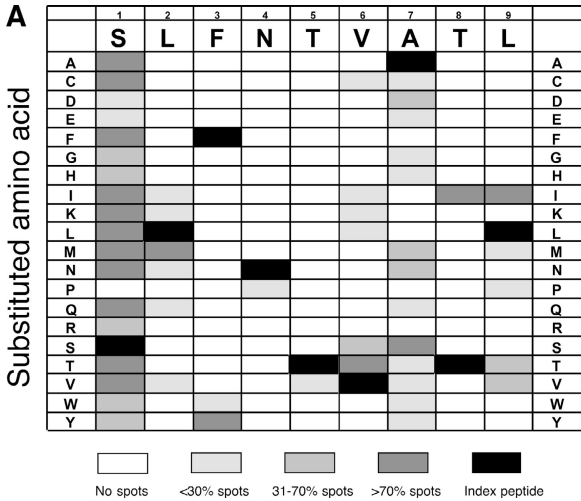 A
1 2 3 4 5 6 7 8 9
S L F N T V A T L
Substituted amino acid
A A
C C
D D
E E
F F
G G
H H
I I
K K
L L
M M
N N
P P
Q Q
R R
S S
T T
V V
W W
Y Y
No spots <30% spots 31-70% spots >70% spots Index peptide